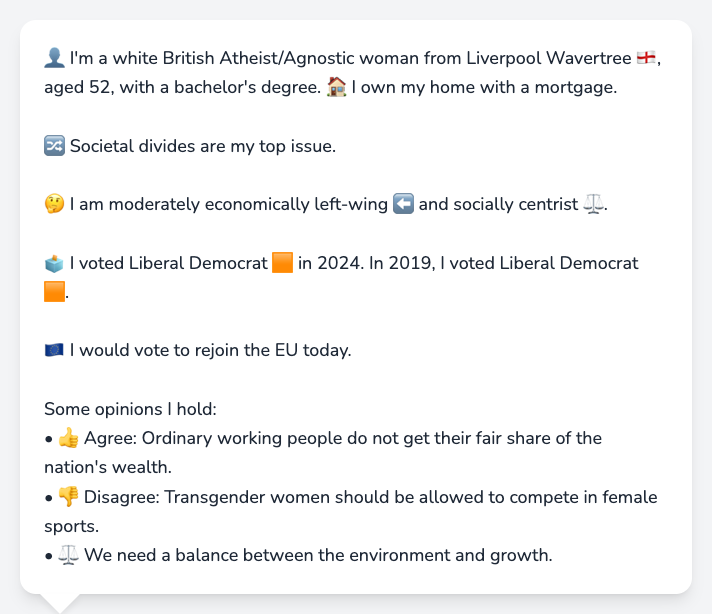 👤 I'm a white British Atheist/Agnostic woman from Liverpool Wavertree 🏴󠁧󠁢󠁥󠁮󠁧󠁿,
aged 52, with a bachelor's degree. 🏠 I own my home with a mortgage.
🔀 Societal divides are my top issue.
🤔 I am moderately economically left-wing ⬅️ and socially centrist ⚖️.
🗳️ I voted Liberal Democrat 🟧 in 2024. In 2019, I voted Liberal Democrat
🟧.
🇪🇺 I would vote to rejoin the EU today.
Some opinions I hold:
• 👍 Agree: Ordinary working people do not get their fair share of the
nation's wealth.
• 👎 Disagree: Transgender women should be allowed to compete in female
sports.
• ⚖️ We need a balance between the environment and growth.